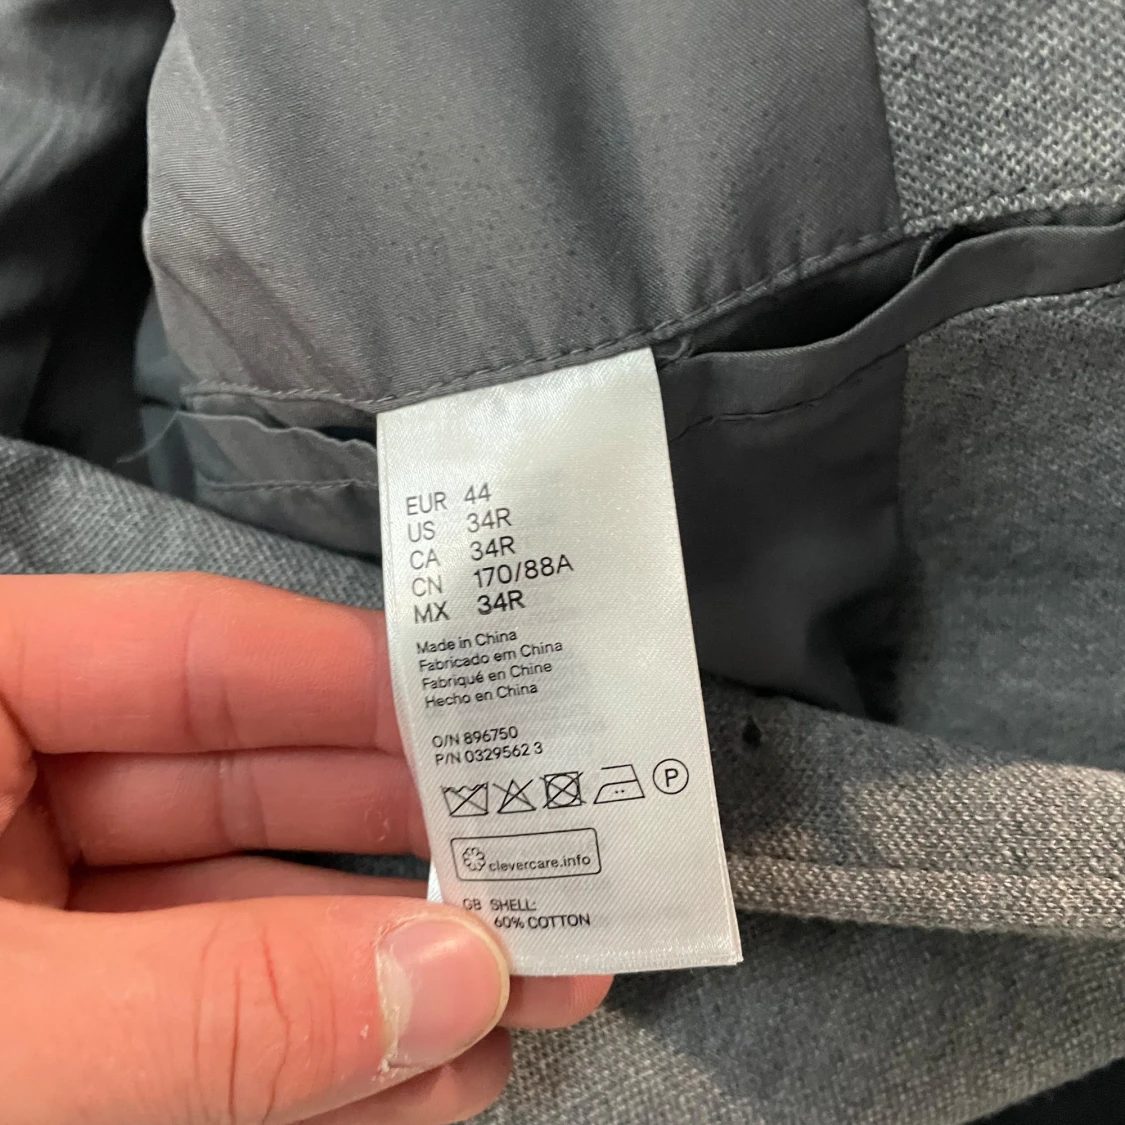 EUR 44
US 34R
CA 34R
CN 170/88A
MX 34R
Made in China
Fabricado em China
Fabriqué en Chine
Hecho en China
O/N 896750
P/N 0329562 3
P
clevercare.info
GB SHELL:
60% COTTON